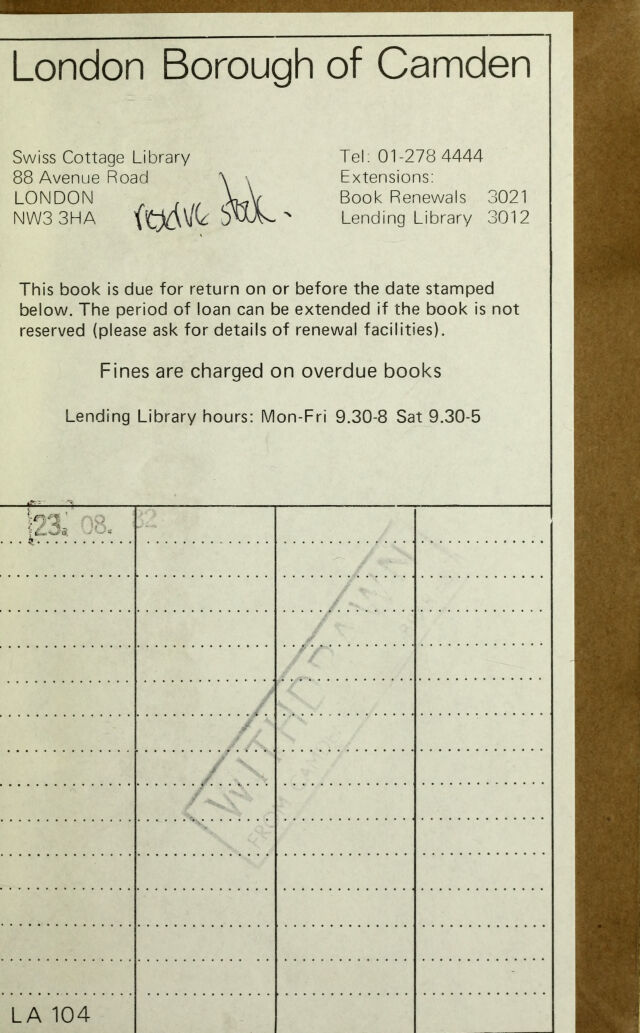 London Borough of Camden
Swiss Cottage Library
88 Avenue Road
LONDON
NW3 3HA
reserve stock.
Tel: 01-278 4444
Extensions:
Book Renewals 3021
Lending Library 3012
This book is due for return on or before the date stamped
below. The period of loan can be extended if the book is not
reserved (please ask for details of renewal facilities).
Fines are charged on overdue books
Lending Library hours: Mon-Fri 9.30-8 Sat 9.30-5
23. 08. 82
WITHDRAWN
FROM CAMDEN
LA 104